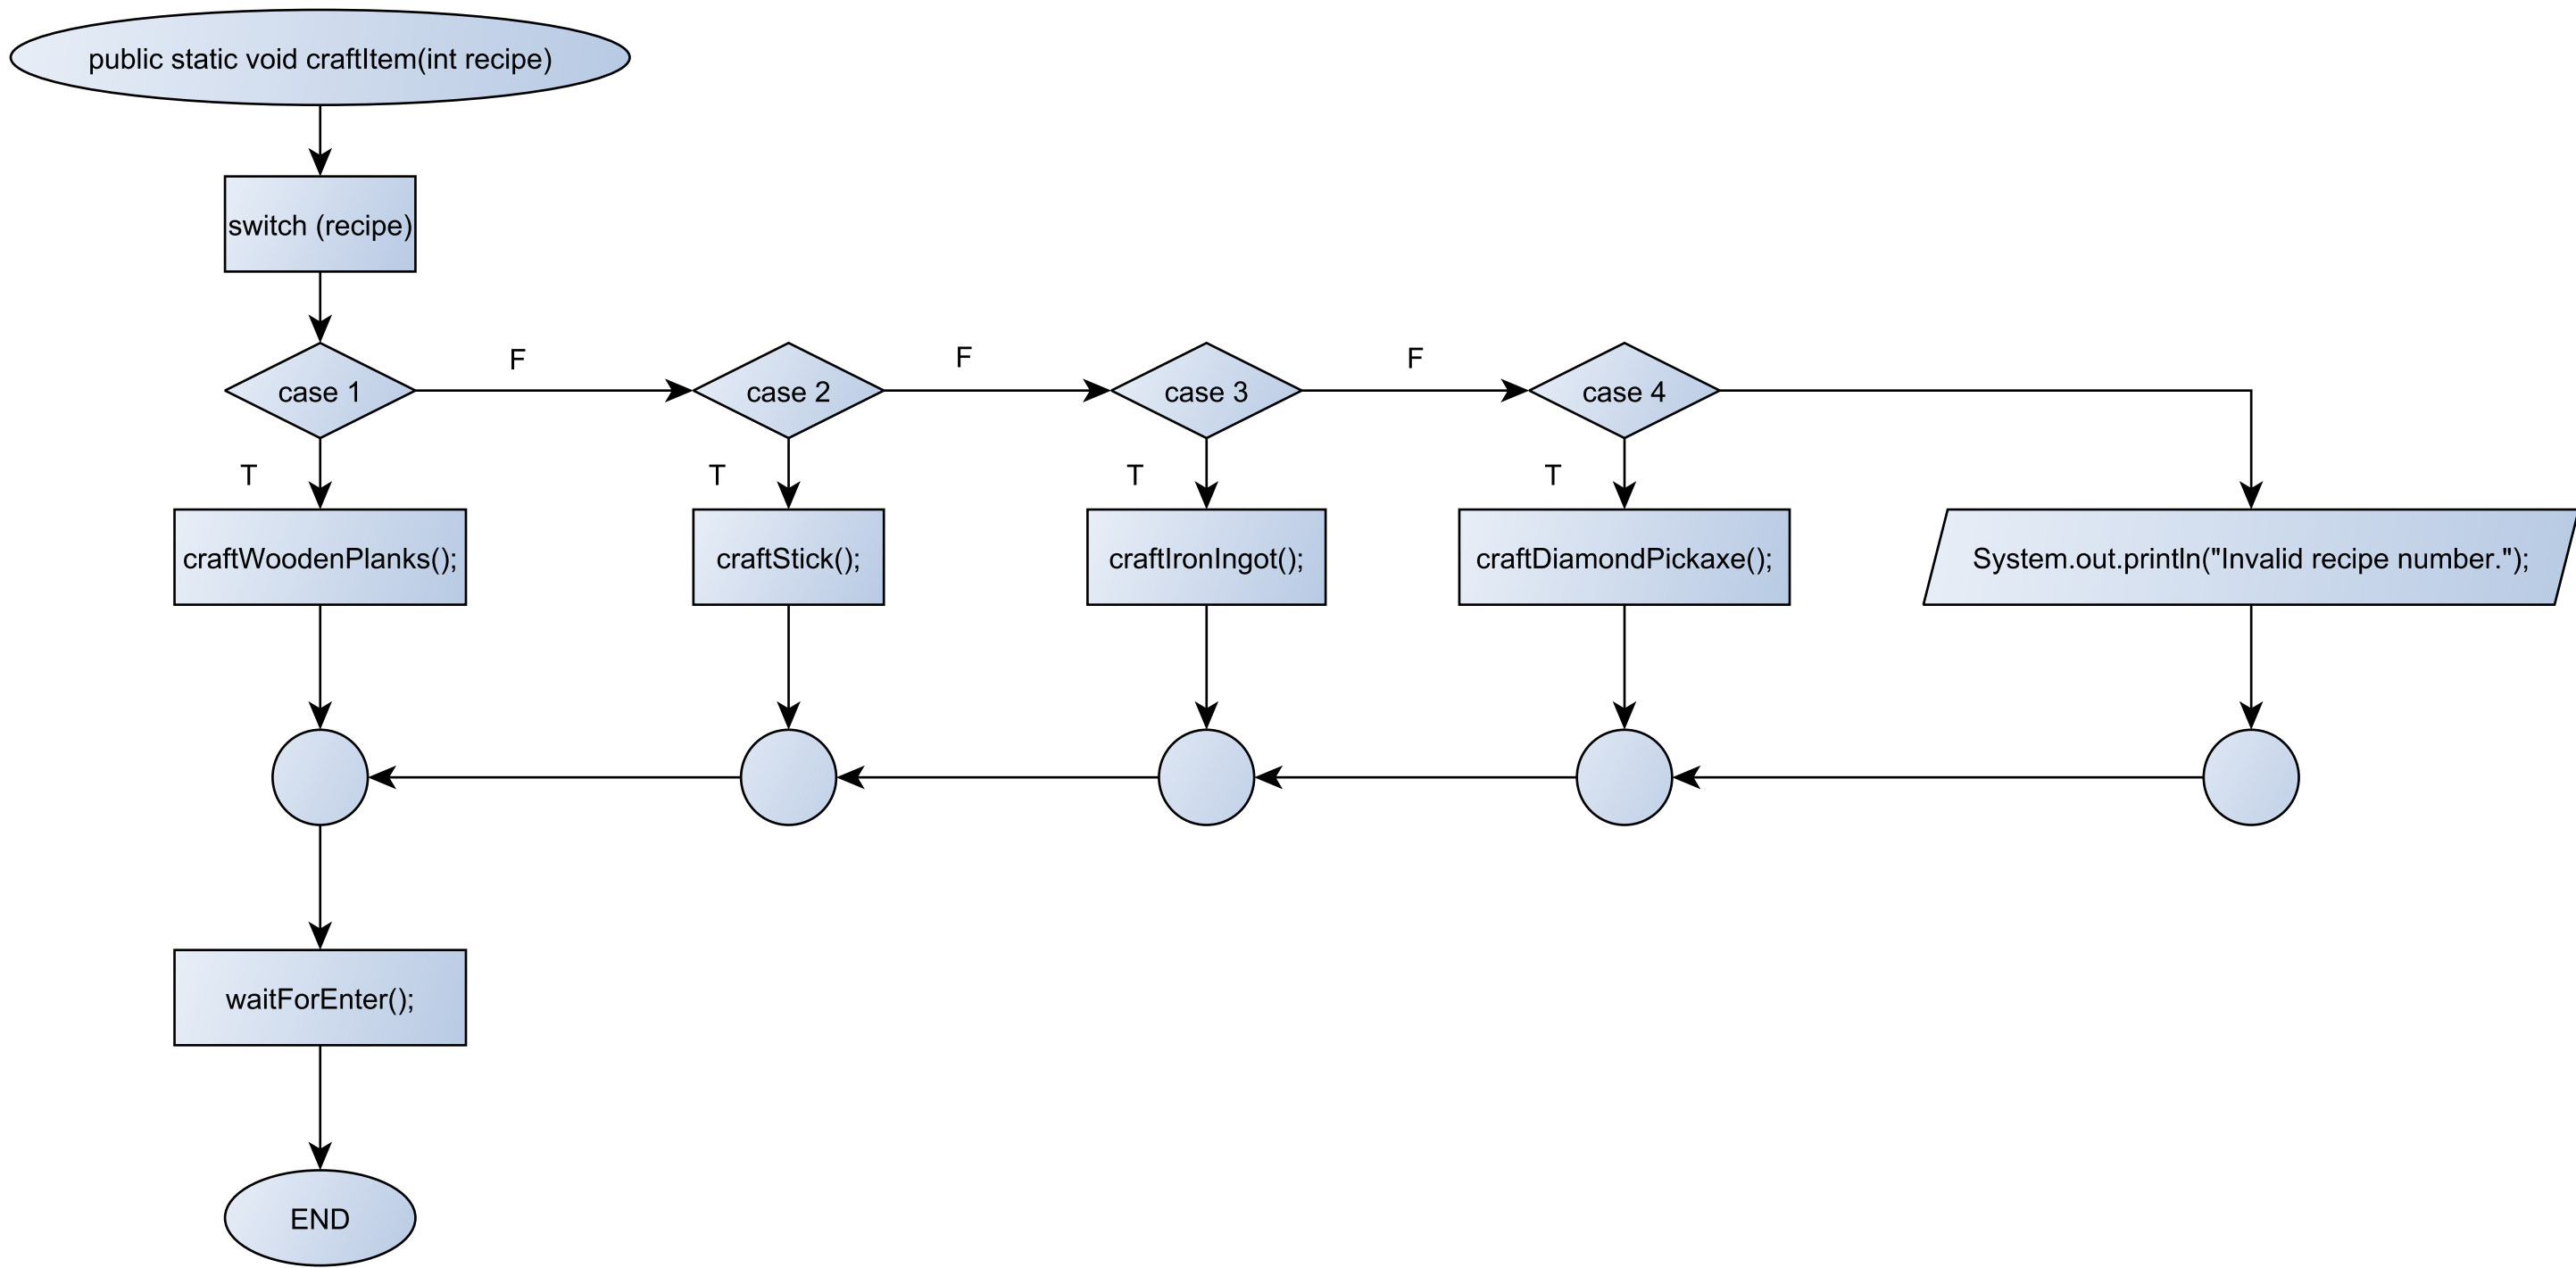 public static void craftItem(int recipe)
switch (recipe)
case 1
F
case 2
F
case 3
F
case 4
T
T
T
T
craftWoodenPlanks();
craftStick();
craftIronIngot();
craftDiamondPickaxe();
System.out.println("Invalid recipe number.");
waitForEnter();
END